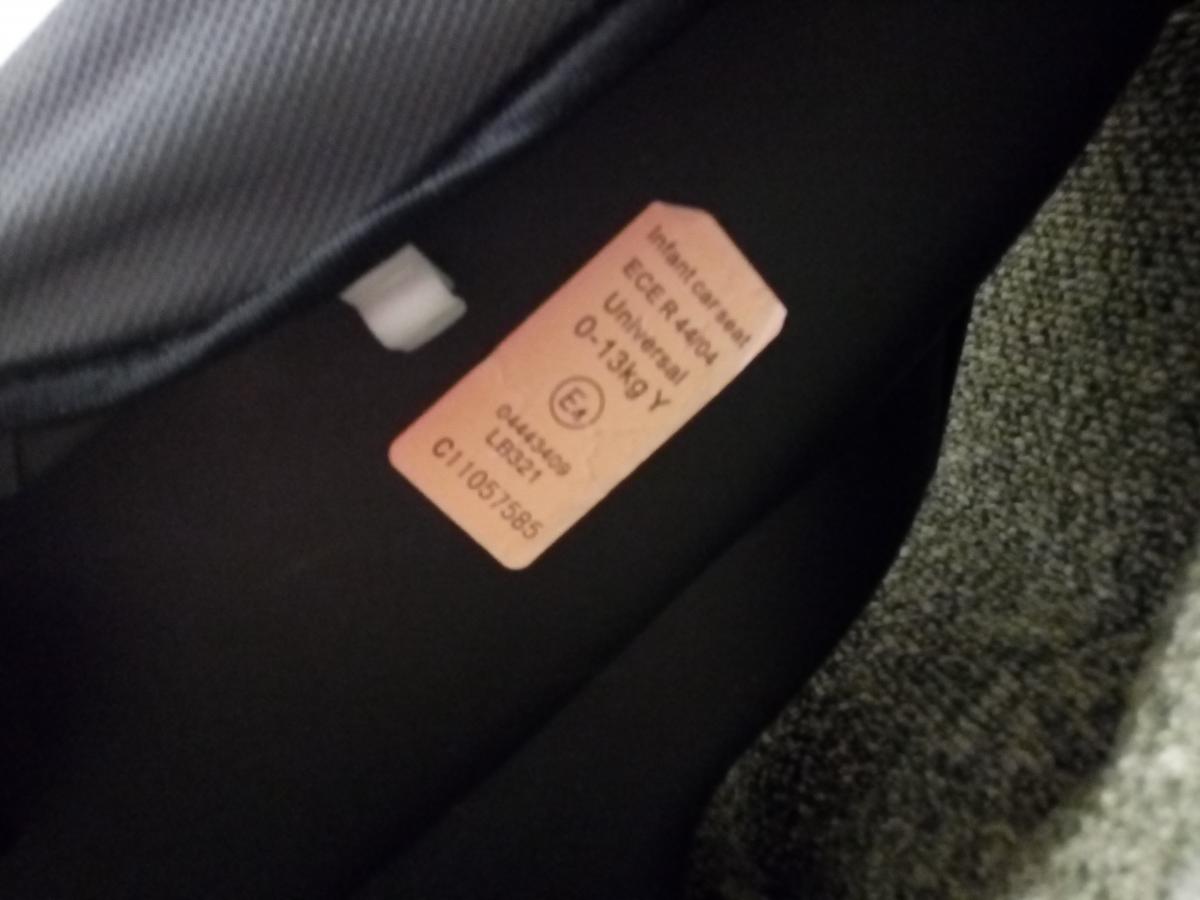 Infant car seat
ECE R 44/04
Universal
0-13kg Y
E4
04443409
LB321
C11057585